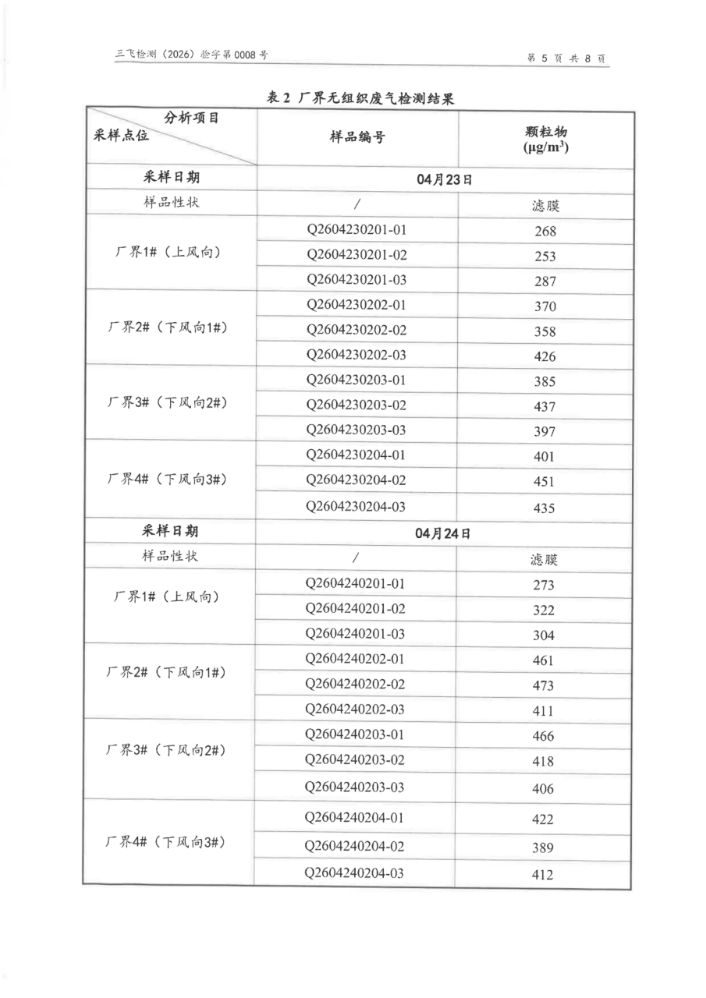 三飞检测（2026）验字第0008号
第 5 页 共 8 页
表 2 厂界无组织废气检测结果
分析项目
采样点位
样品编号
颗粒物
(μg/m³)
采样日期 04月23日
样品性状 / 滤膜
厂界1#（上风向）
Q2604230201-01 268
Q2604230201-02 253
Q2604230201-03 287
厂界2#（下风向1#）
Q2604230202-01 370
Q2604230202-02 358
Q2604230202-03 426
厂界3#（下风向2#）
Q2604230203-01 385
Q2604230203-02 437
Q2604230203-03 397
厂界4#（下风向3#）
Q2604230204-01 401
Q2604230204-02 451
Q2604230204-03 435
采样日期 04月24日
样品性状 / 滤膜
厂界1#（上风向）
Q2604240201-01 273
Q2604240201-02 322
Q2604240201-03 304
厂界2#（下风向1#）
Q2604240202-01 461
Q2604240202-02 473
Q2604240202-03 411
厂界3#（下风向2#）
Q2604240203-01 466
Q2604240203-02 418
Q2604240203-03 406
厂界4#（下风向3#）
Q2604240204-01 422
Q2604240204-02 389
Q2604240204-03 412